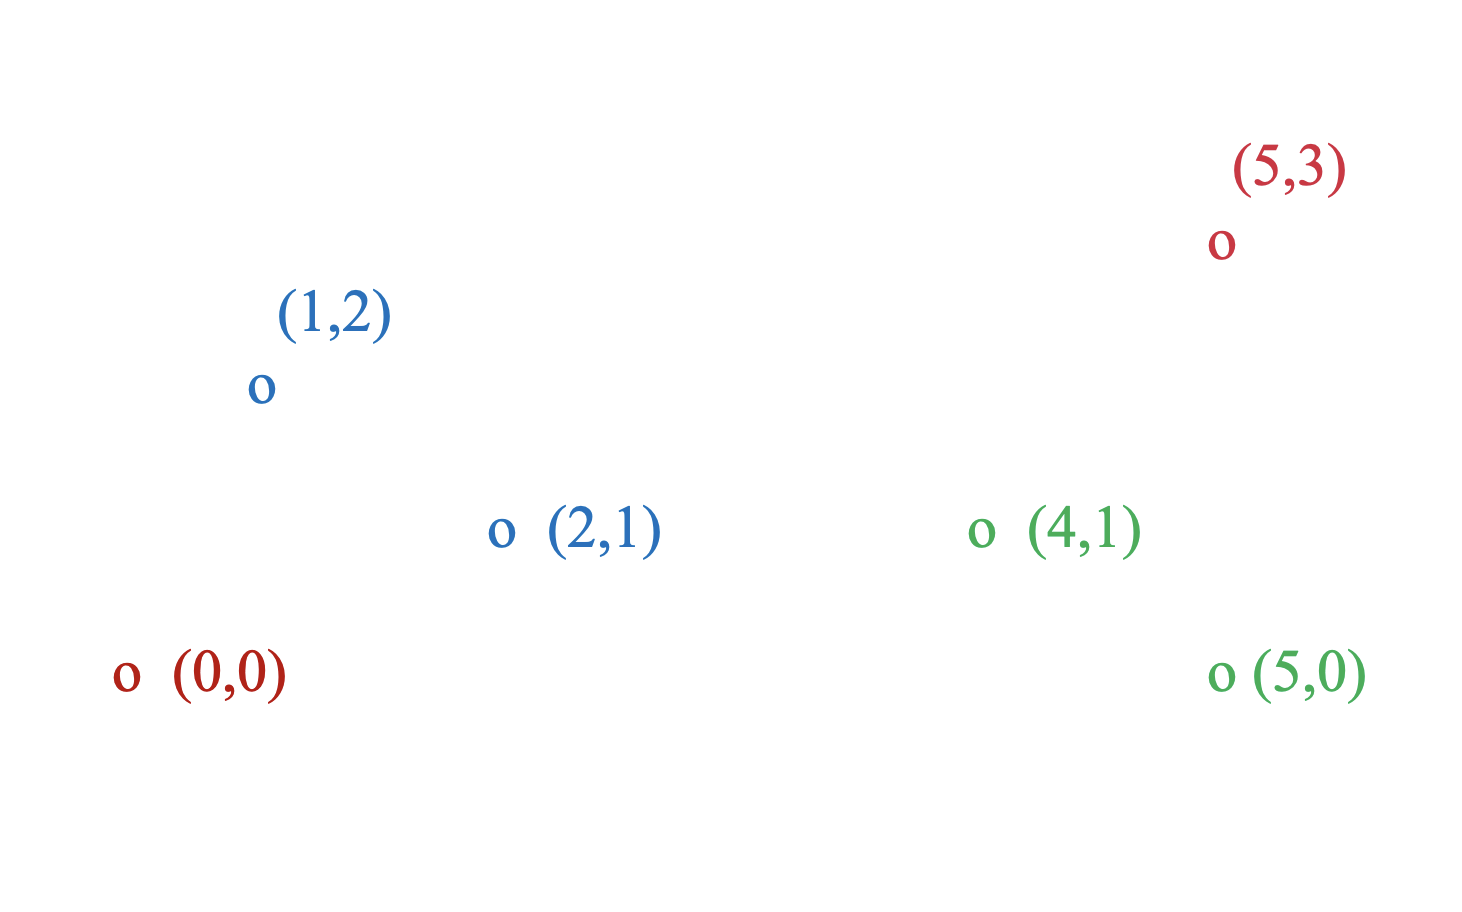 (5,3)
o
(1,2)
o
o (2,1)
o (4,1)
o (0,0)
o (5,0)